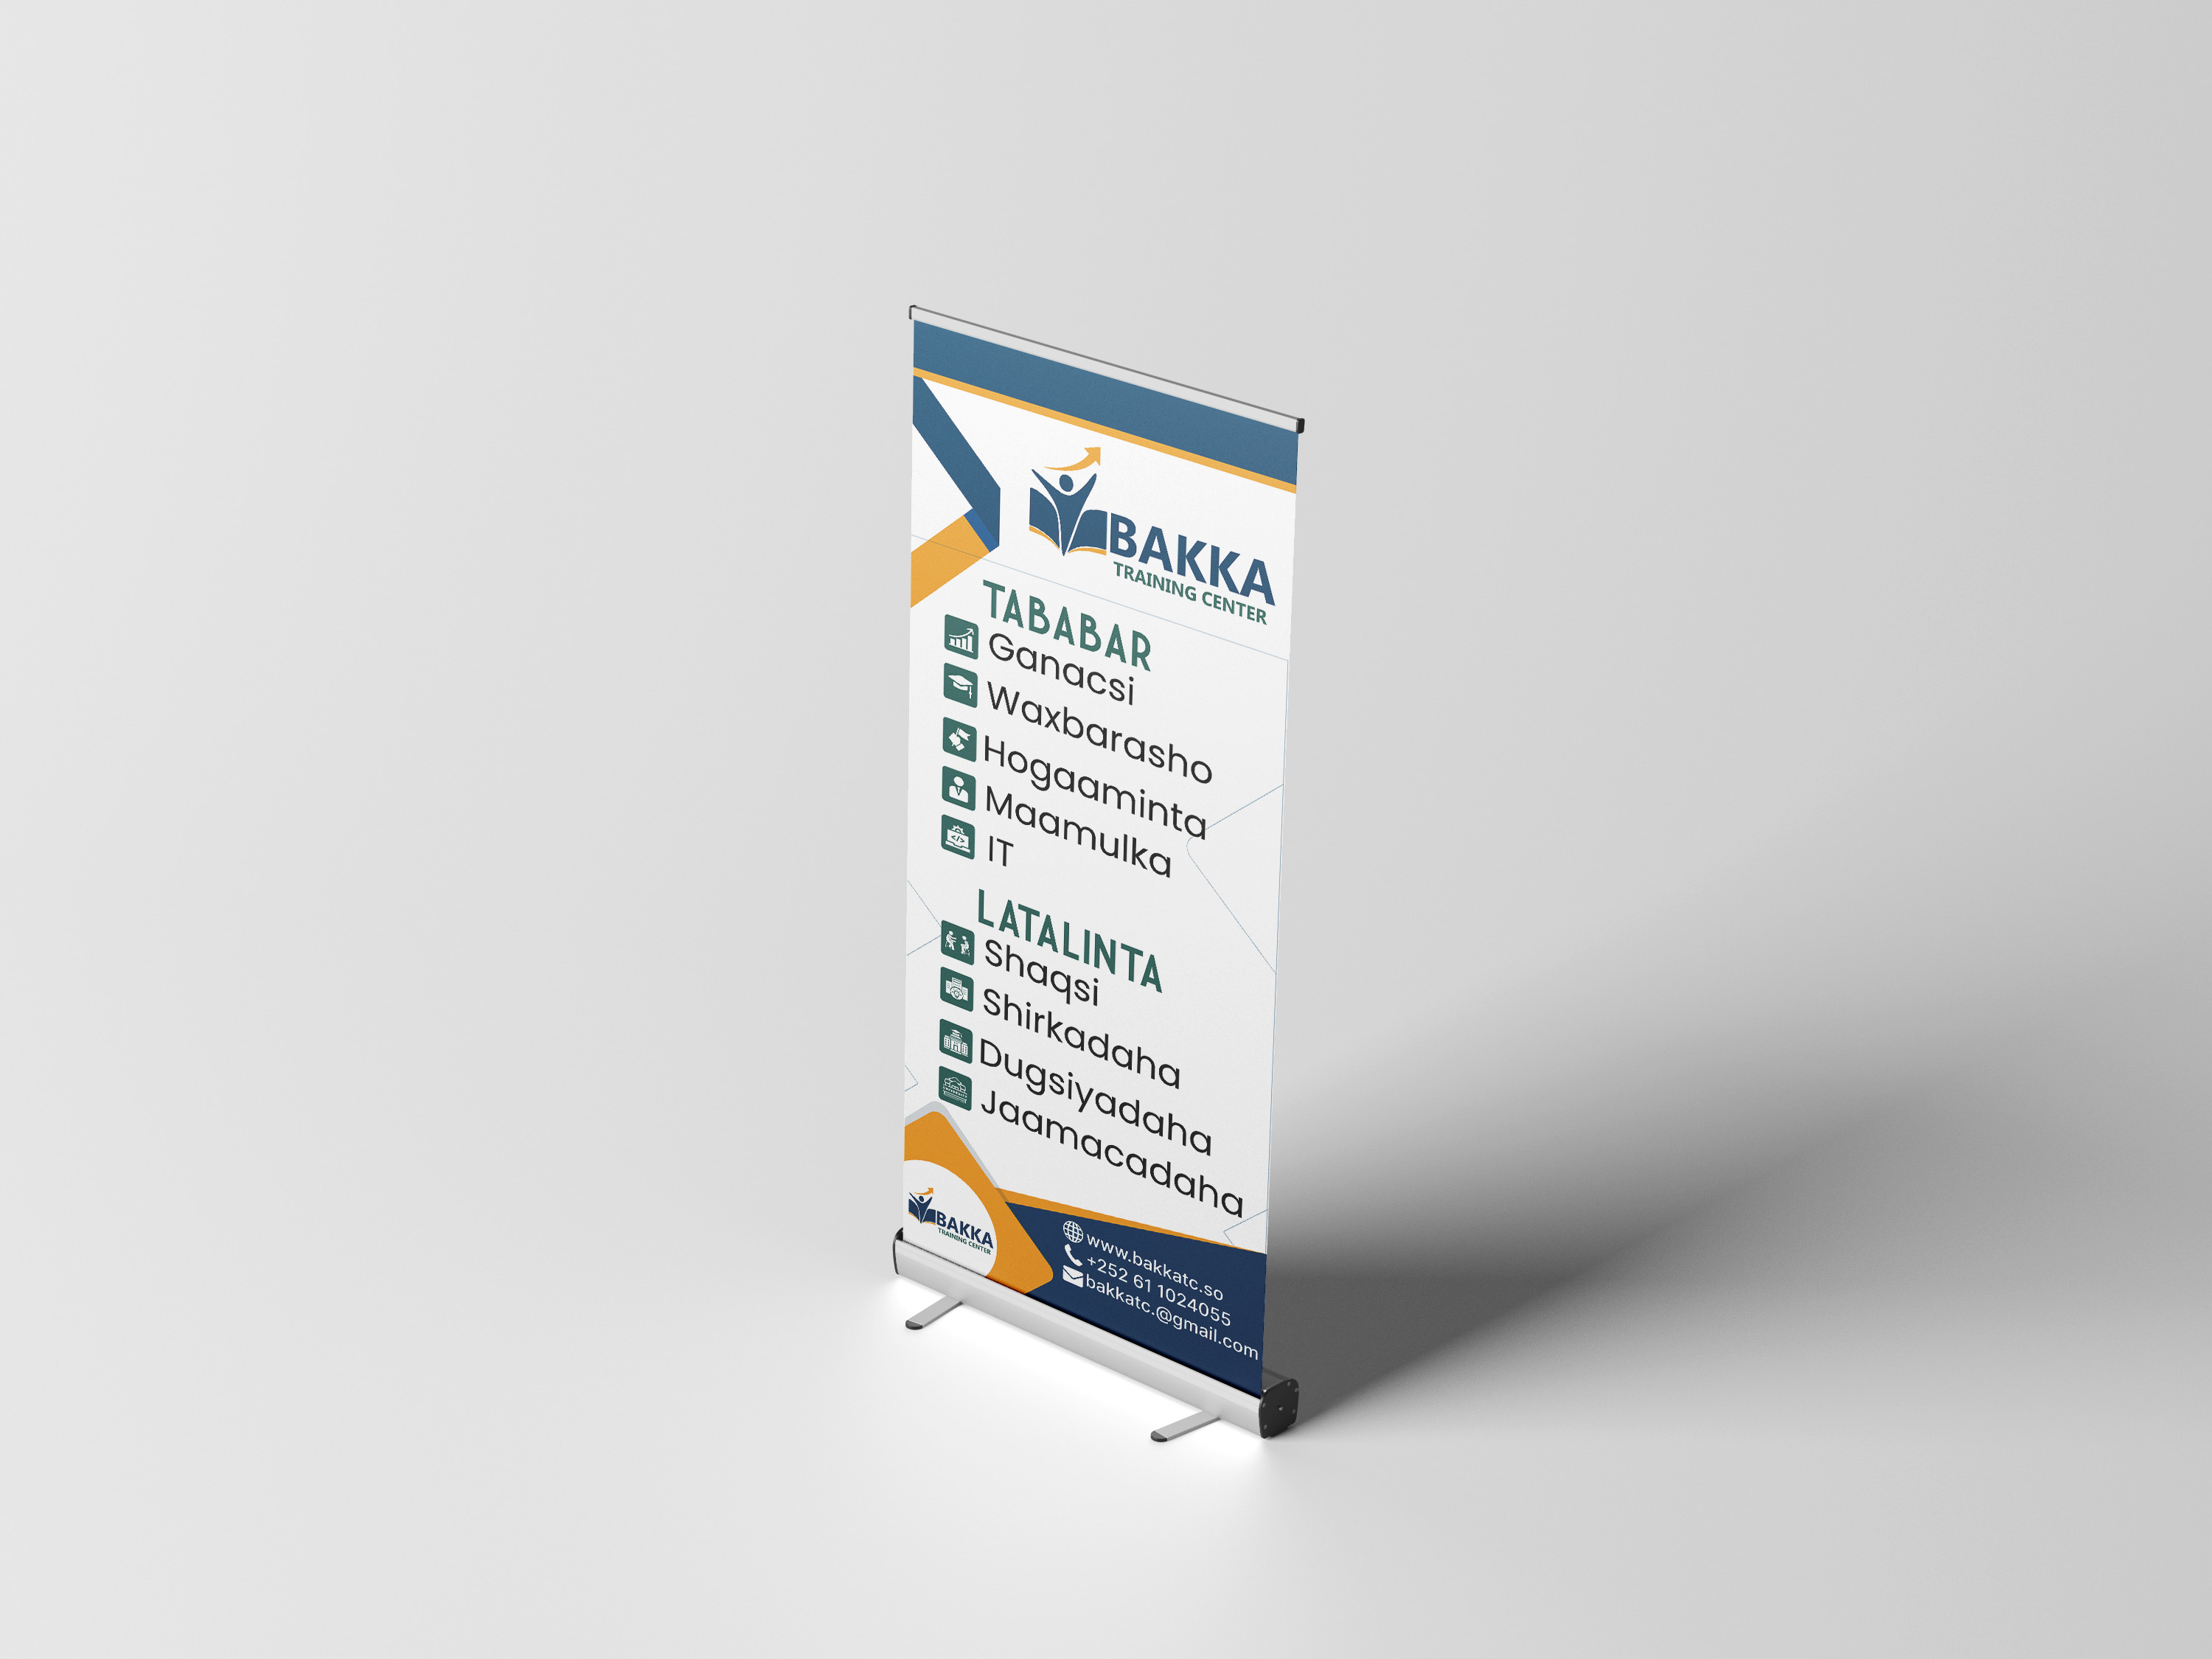 BAKKA
TRAINING CENTER
TABABAR
Ganacsi
Waxbarasho
Hogaaminta
Maamulka
IT
LATALINTA
Shaqsi
Shirkadaha
Dugsiyadaha
Jaamacadaha
BAKKA
TRAINING CENTER
www.bakkatc.so
+252 61 1024055
bakkatc.@gmail.com